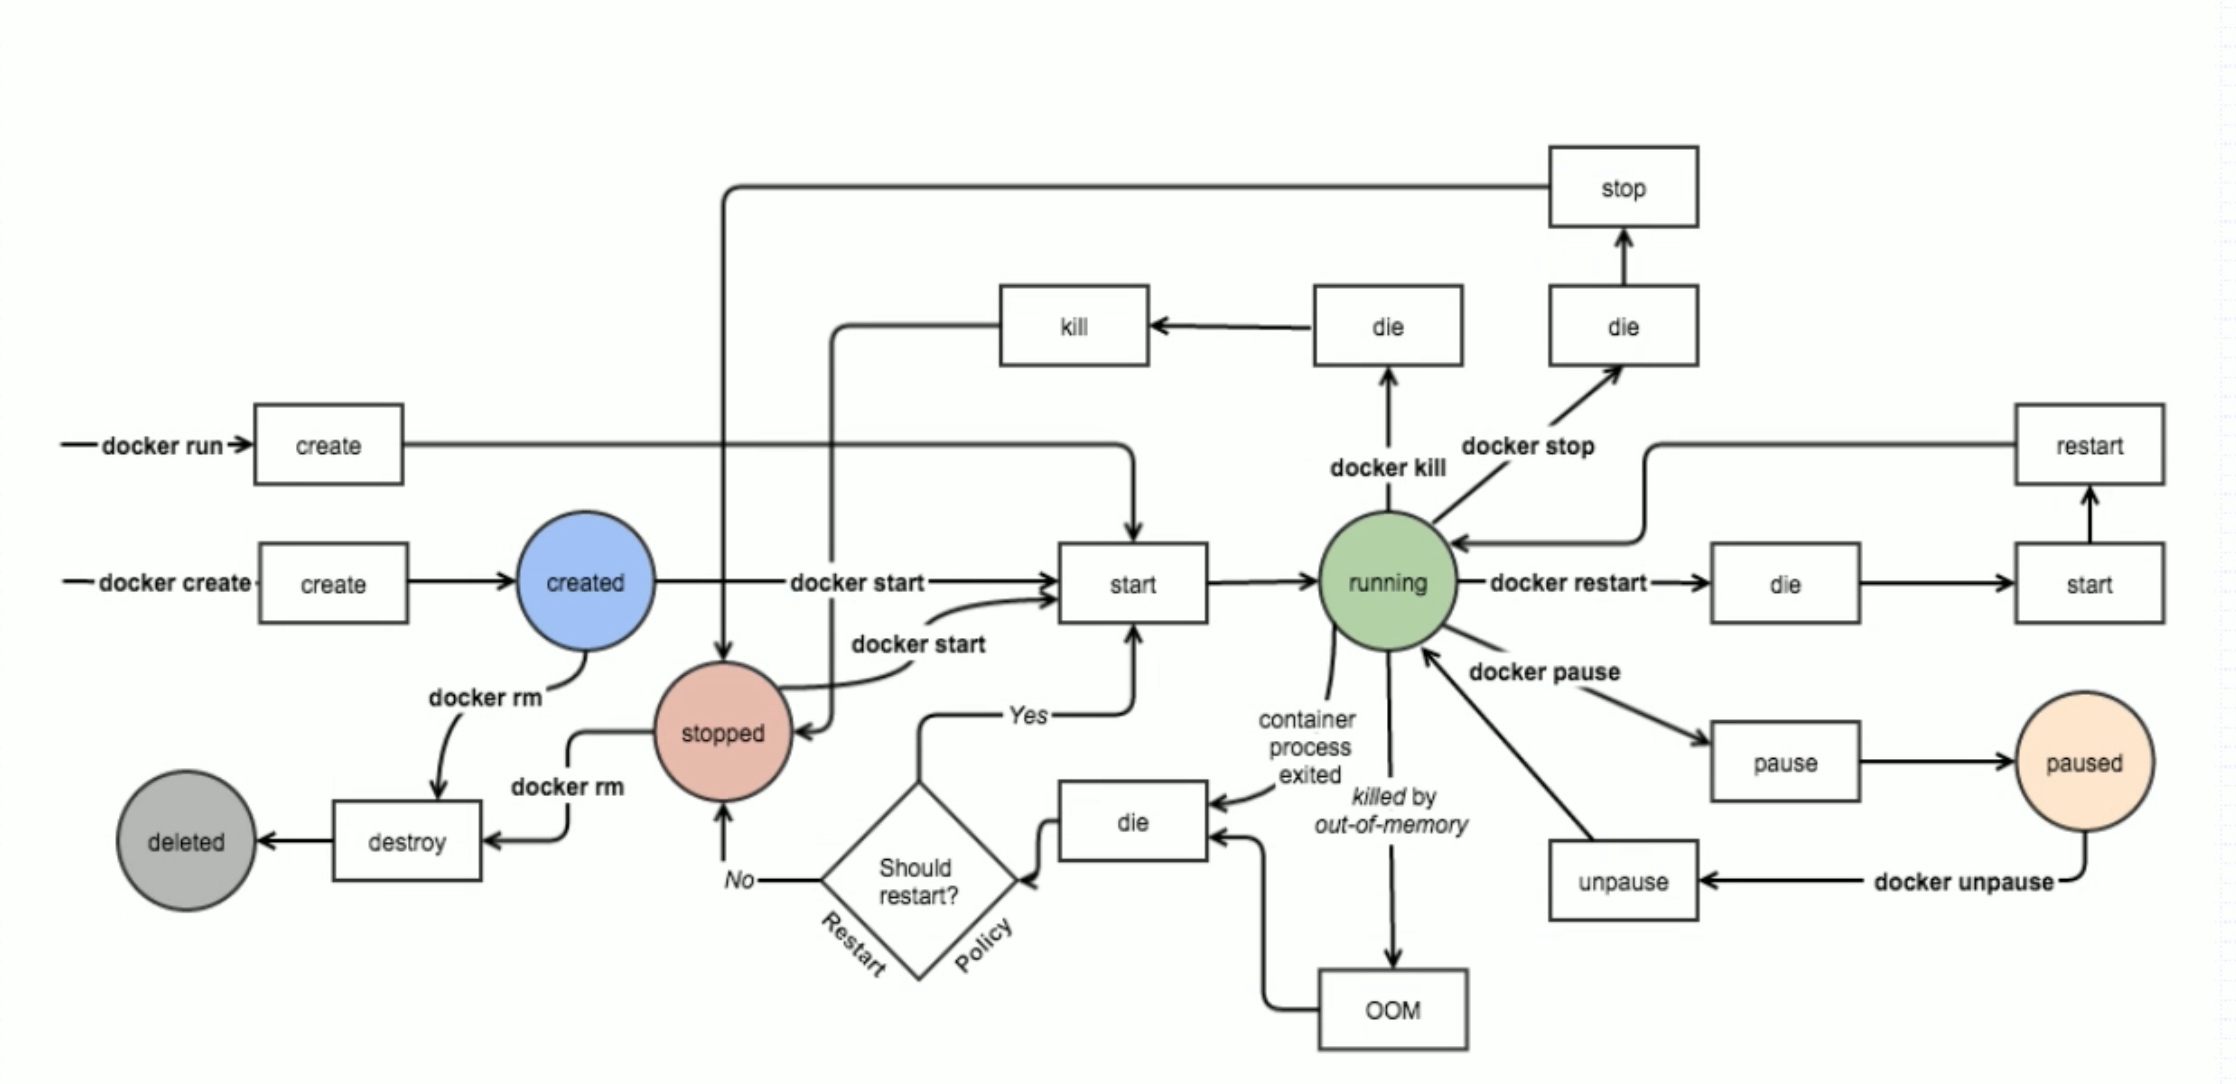 stop
kill
die
die
docker run
create
docker kill
docker stop
restart
docker create
create
created
docker start
start
running
docker restart
die
start
docker start
docker rm
stopped
Yes
container
process
exited
docker pause
pause
paused
docker rm
killed by
out-of-memory
deleted
destroy
die
No
Should
restart?
Restart
Policy
unpause
docker unpause
OOM